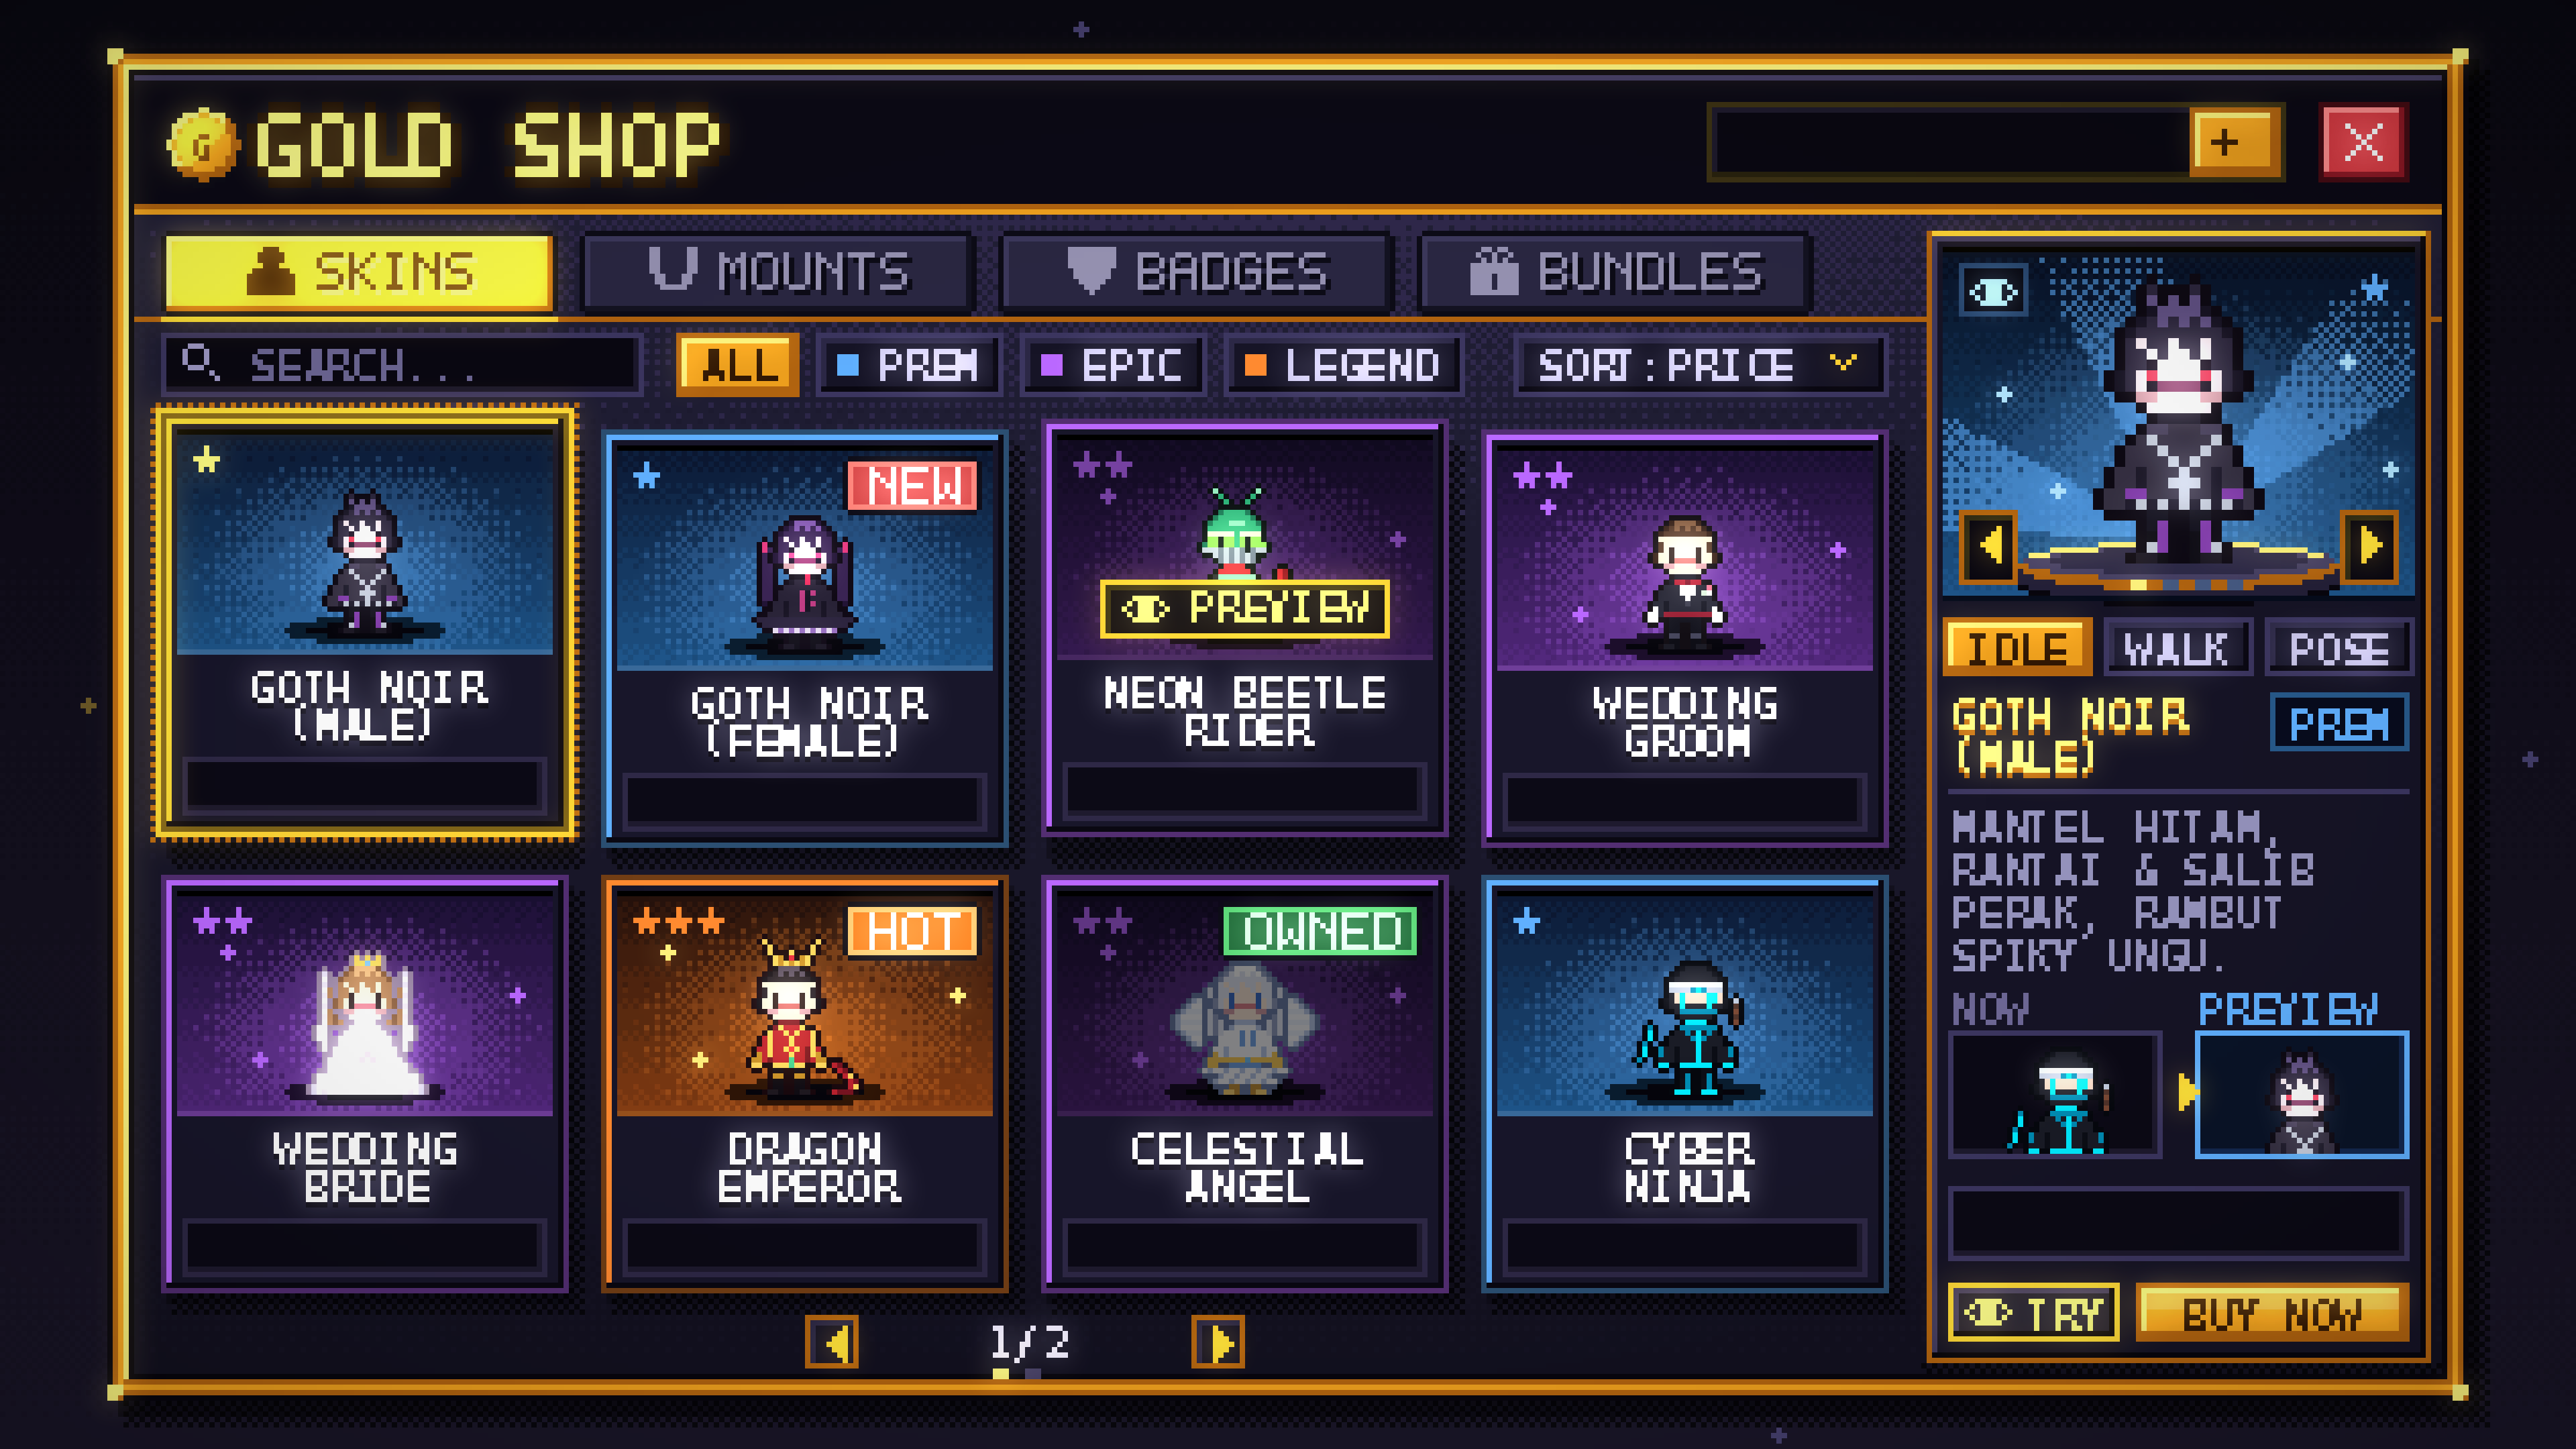 GOLD SHOP
+
SKINS
MOUNTS
BADGES
BUNDLES
SEARCH...
ALL
PREM
EPIC
LEGEND
SORT:PRICE
GOTH NOIR
(MALE)
NEW
GOTH NOIR
(FEMALE)
PREVIEW
NEON BEETLE
RIDER
WEDDING
GROOM
WEDDING
BRIDE
HOT
DRAGON
EMPEROR
OWNED
CELESTIAL
ANGEL
CYBER
NINJA
1/2
IDLE
WALK
POSE
GOTH NOIR
(MALE)
PREM
MANTEL HITAM,
RANTAI & SALIB
PERAK, RAMBUT
SPIKY UNGU.
NOW
PREVIEW
TRY
BUY NOW